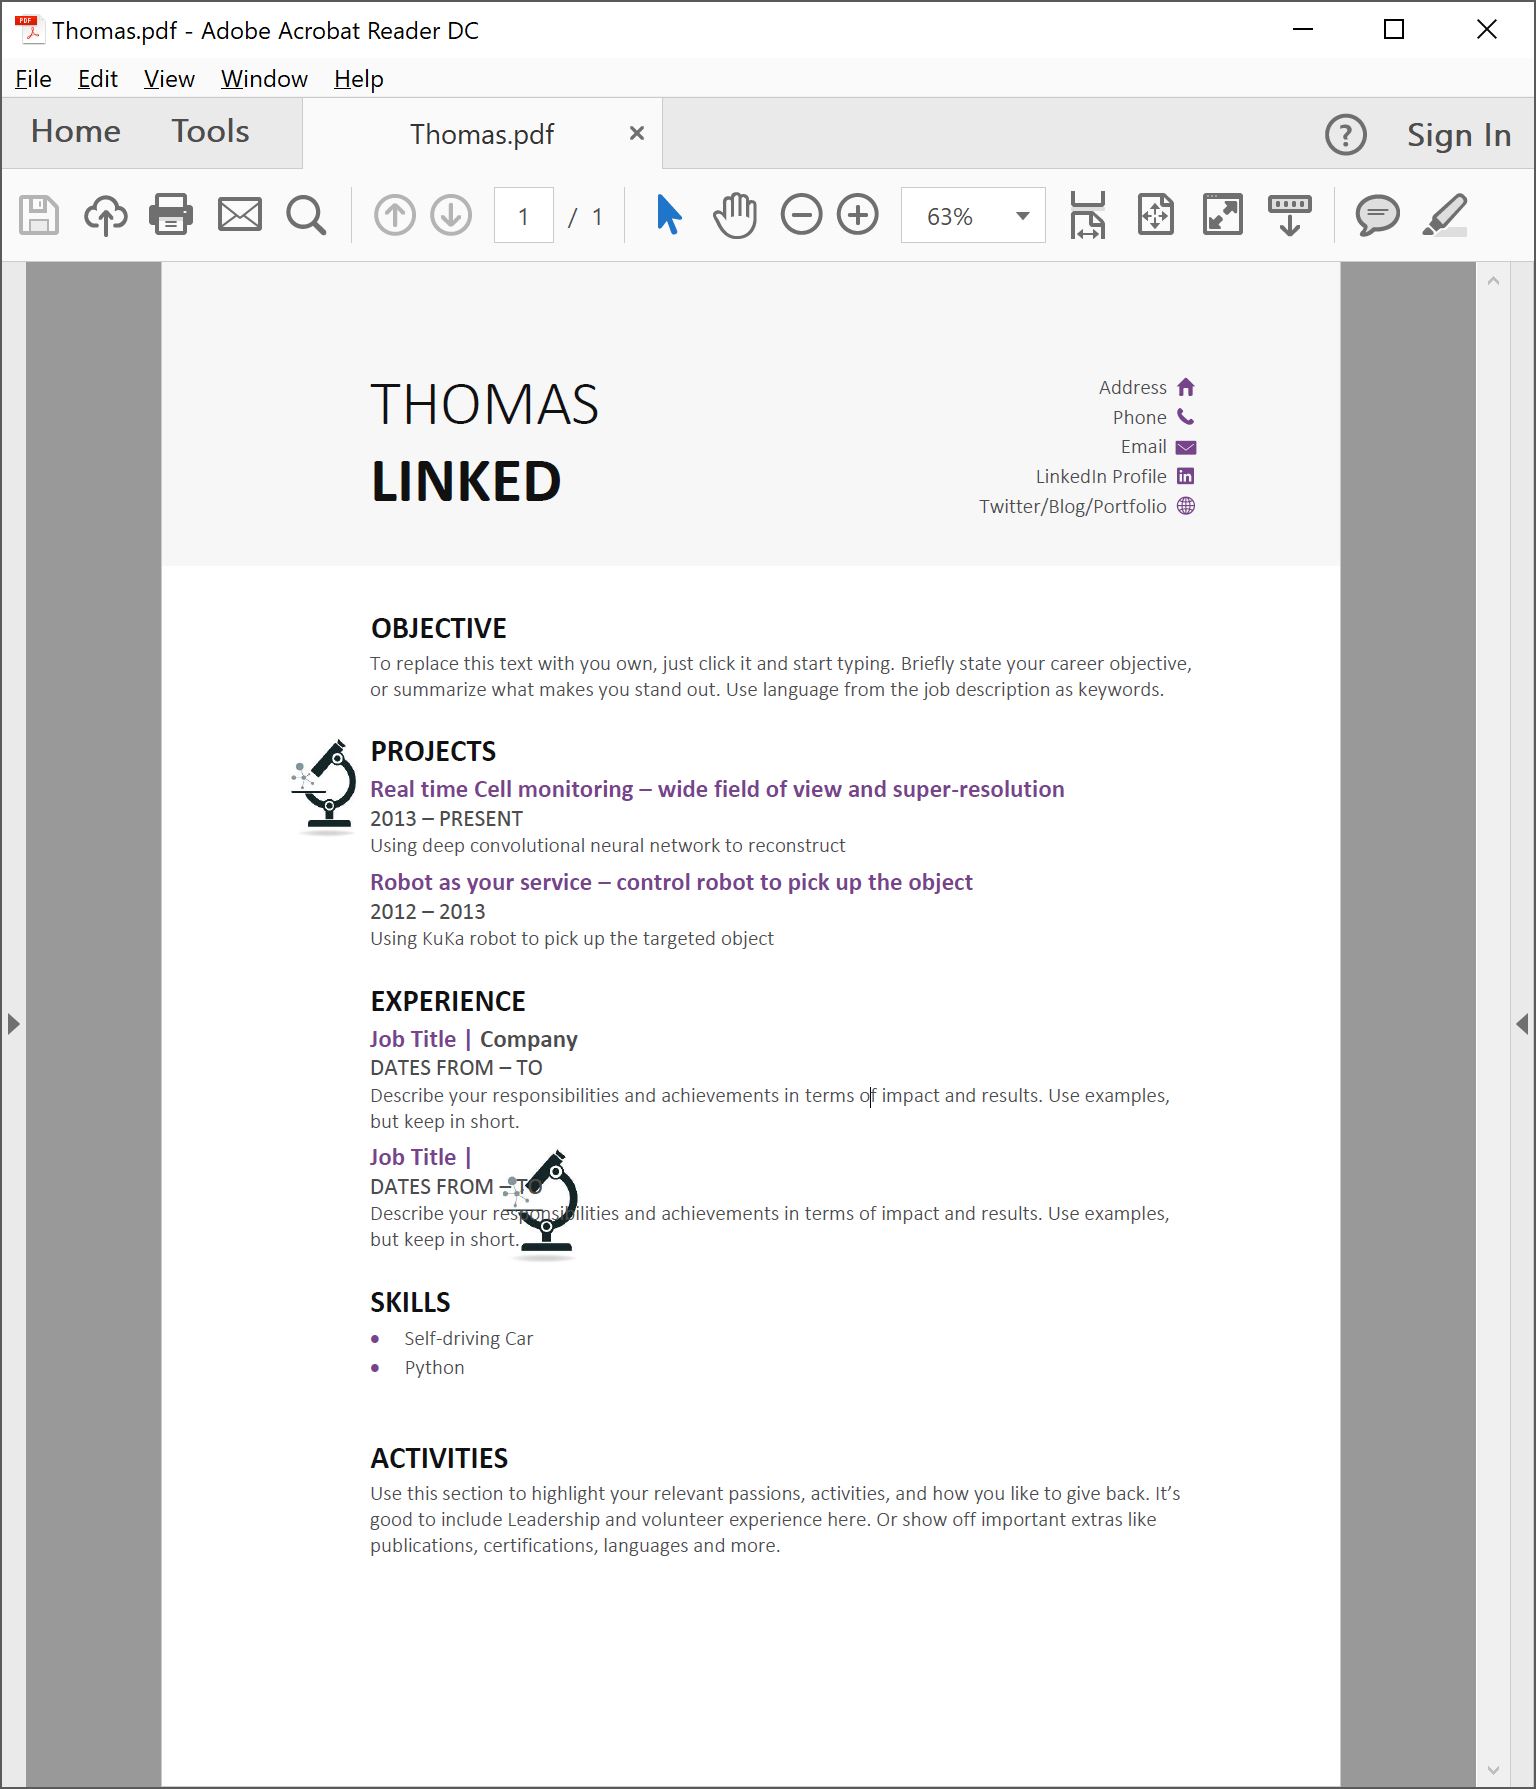 Thomas.pdf - Adobe Acrobat Reader DC
File Edit View Window Help
Home Tools Thomas.pdf Sign In
1 / 1 63%
THOMAS
LINKED
Address
Phone
Email
LinkedIn Profile
Twitter/Blog/Portfolio
OBJECTIVE
To replace this text with you own, just click it and start typing. Briefly state your career objective,
or summarize what makes you stand out. Use language from the job description as keywords.
PROJECTS
Real time Cell monitoring – wide field of view and super-resolution
2013 – PRESENT
Using deep convolutional neural network to reconstruct
Robot as your service – control robot to pick up the object
2012 – 2013
Using KuKa robot to pick up the targeted object
EXPERIENCE
Job Title | Company
DATES FROM – TO
Describe your responsibilities and achievements in terms of impact and results. Use examples,
but keep in short.
Job Title |
DATES FROM – TO
Describe your responsibilities and achievements in terms of impact and results. Use examples,
but keep in short.
SKILLS
• Self-driving Car
• Python
ACTIVITIES
Use this section to highlight your relevant passions, activities, and how you like to give back. It’s
good to include Leadership and volunteer experience here. Or show off important extras like
publications, certifications, languages and more.